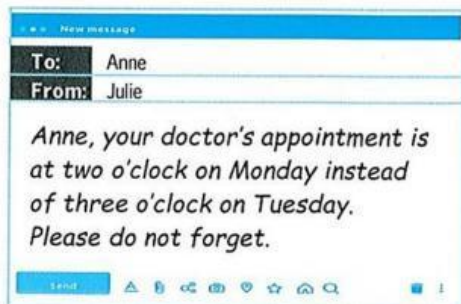 New message
To: Anne
From: Julie
Anne, your doctor's appointment is
at two o'clock on Monday instead
of three o'clock on Tuesday.
Please do not forget.
Send